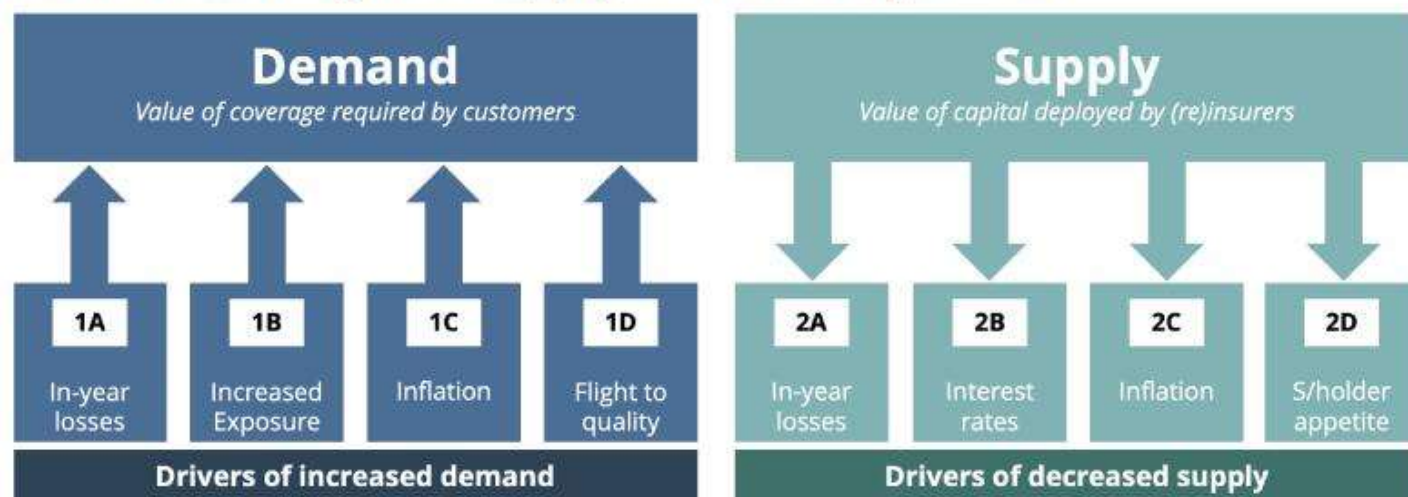 Demand
Value of coverage required by customers
1A
In-year
losses
1B
Increased
Exposure
1C
Inflation
1D
Flight to
quality
Drivers of increased demand
Supply
Value of capital deployed by (re)insurers
2A
In-year
losses
2B
Interest
rates
2C
Inflation
2D
S/holder
appetite
Drivers of decreased supply